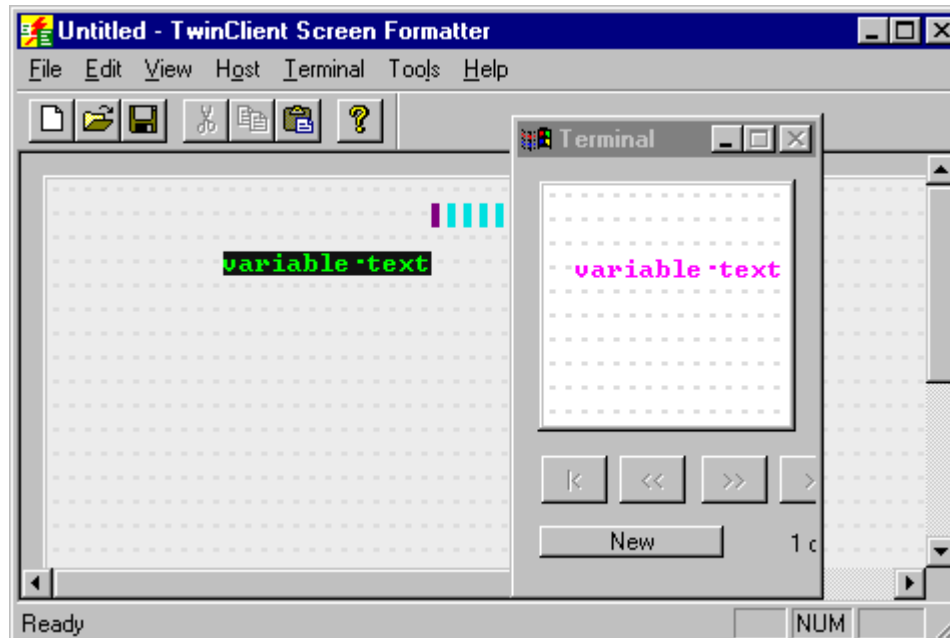 Untitled - TwinClient Screen Formatter
File Edit View Host Terminal Tools Help
Terminal
variable·text
variable·text
|< << >> >
New 1 o
Ready NUM